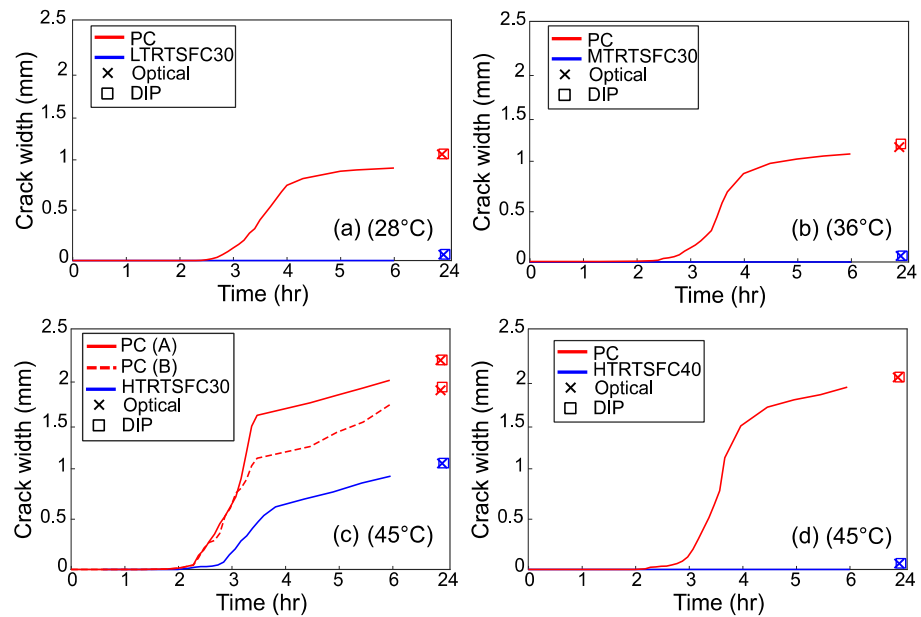 2.5
2
1.5
1
0.5
0
Crack width (mm)
PC
LTRTSFC30
Optical
DIP
(a) (28°C)
0 1 2 3 4 5 6 24
Time (hr)
2.5
2
1.5
1
0.5
0
Crack width (mm)
PC
MTRTSFC30
Optical
DIP
(b) (36°C)
0 1 2 3 4 5 6 24
Time (hr)
2.5
2
1.5
1
0.5
0
Crack width (mm)
PC (A)
PC (B)
HTRTSFC30
Optical
DIP
(c) (45°C)
0 1 2 3 4 5 6 24
Time (hr)
2.5
2
1.5
1
0.5
0
Crack width (mm)
PC
HTRTSFC40
Optical
DIP
(d) (45°C)
0 1 2 3 4 5 6 24
Time (hr)